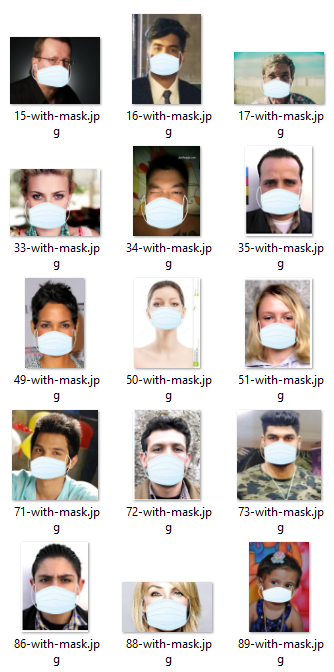 15-with-mask.jp
g
16-with-mask.jp
g
17-with-mask.jp
g
33-with-mask.jp
g
34-with-mask.jp
g
35-with-mask.jp
g
49-with-mask.jp
g
50-with-mask.jp
g
51-with-mask.jp
g
71-with-mask.jp
g
72-with-mask.jp
g
73-with-mask.jp
g
86-with-mask.jp
g
88-with-mask.jp
g
89-with-mask.jp
g